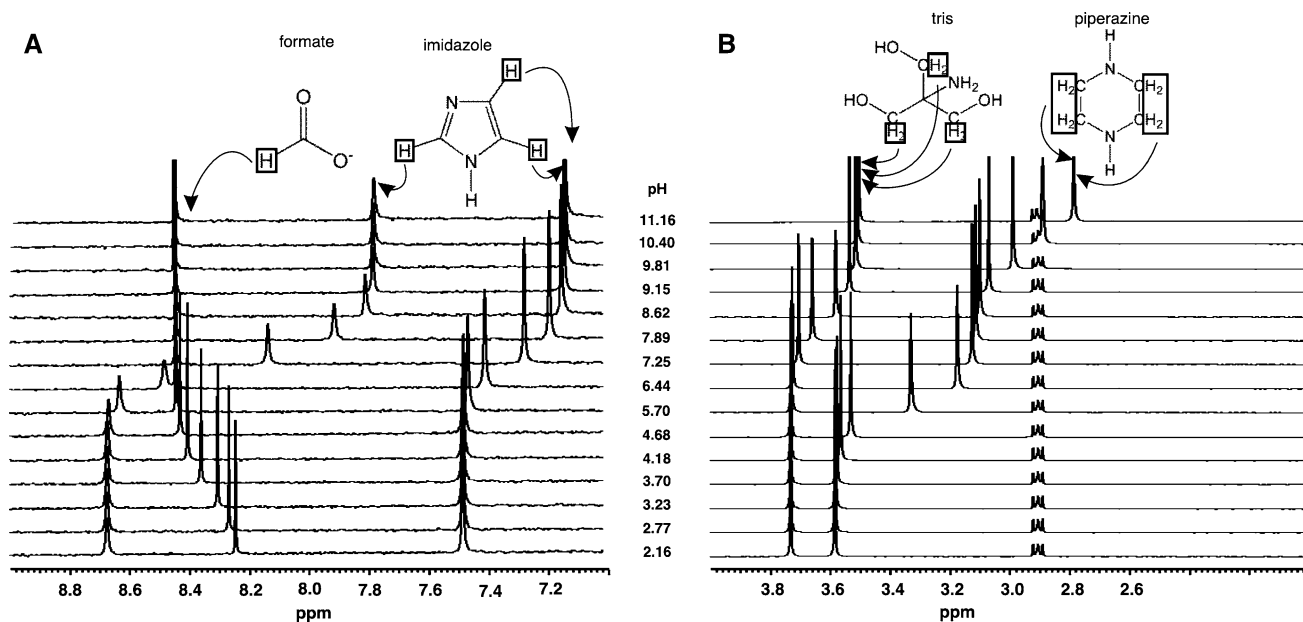 A
formate
imidazole
O
H
O-
H
N
H
H
N
H
B
tris
piperazine
HO
CH2
NH2
HO
C
H2
OH
C
H2
H
N
H2C
CH2
H2C
CH2
N
H
pH
11.16
10.40
9.81
9.15
8.62
7.89
7.25
6.44
5.70
4.68
4.18
3.70
3.23
2.77
2.16
8.8 8.6 8.4 8.2 8.0 7.8 7.6 7.4 7.2
ppm
3.8 3.6 3.4 3.2 3.0 2.8 2.6
ppm